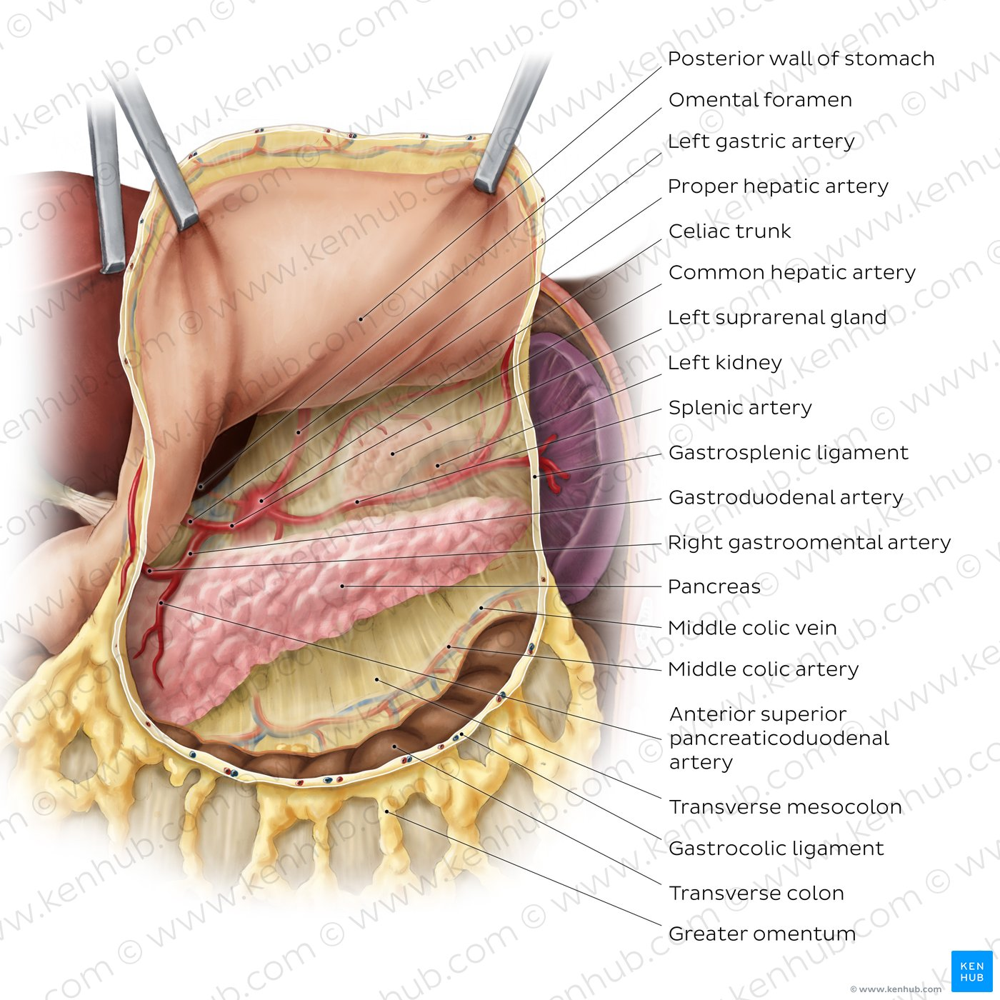 Posterior wall of stomach
Omental foramen
Left gastric artery
Proper hepatic artery
Celiac trunk
Common hepatic artery
Left suprarenal gland
Left kidney
Splenic artery
Gastrosplenic ligament
Gastroduodenal artery
Right gastroomental artery
Pancreas
Middle colic vein
Middle colic artery
Anterior superior
pancreaticoduodenal
artery
Transverse mesocolon
Gastrocolic ligament
Transverse colon
Greater omentum
KEN
HUB
© www.kenhub.com